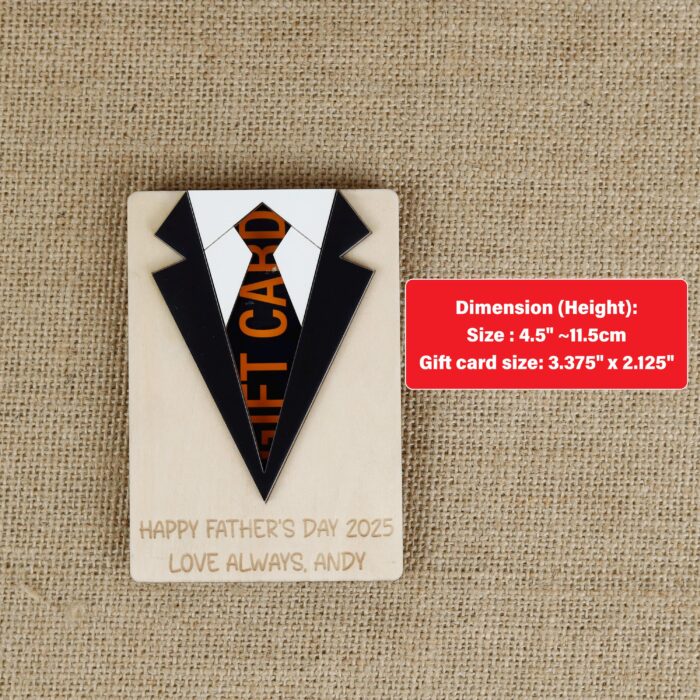 GIFT CARD
HAPPY FATHER'S DAY 2025
LOVE ALWAYS, ANDY
Dimension (Height):
Size : 4.5" ~11.5cm
Gift card size: 3.375" x 2.125"